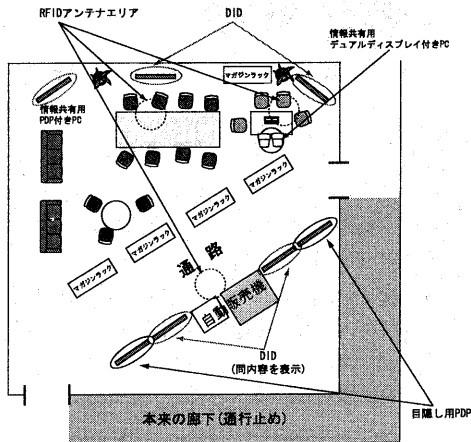 RFIDアンテナエリア
DID
情報共有用
デュアルディスプレイ付きPC
マガジンラック
情報共有用
PDP付きPC
マガジンラック
マガジンラック
マガジンラック
マガジンラック
通路
自動販売機
DID
(同内容を表示)
目隠し用PDP
本来の廊下(通行止め)